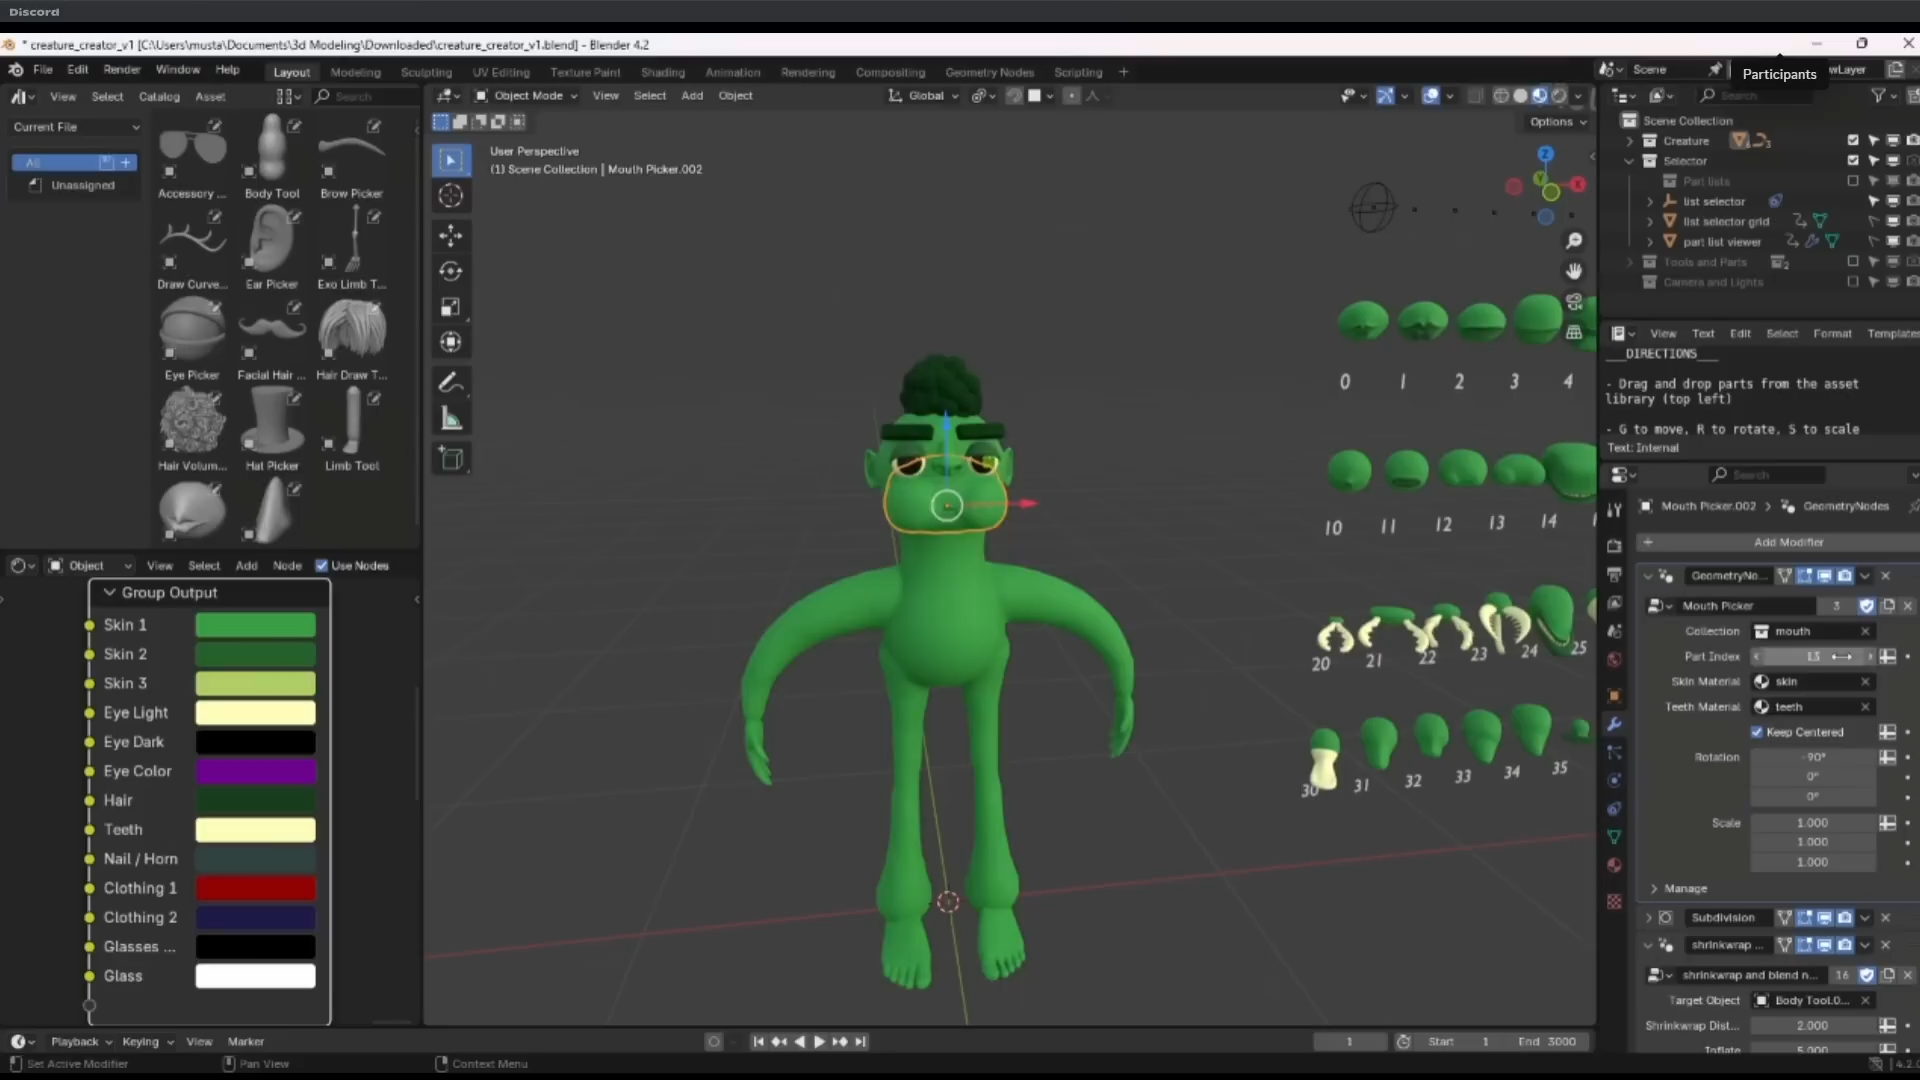 Discord
* creature_creator_v1 [C:\Users\musta\Documents\3d Modeling\Downloaded\creature_creator_v1.blend] - Blender 4.2
File Edit Render Window Help Layout Modeling Sculpting UV Editing Texture Paint Shading Animation Rendering Compositing Geometry Nodes Scripting + Scene
Participants
wLayer
View Select Catalog Asset Search
Object Mode View Select Add Object Global
Search
Options
Current File
All
Unassigned
Accessory ... Body Tool Brow Picker
Draw Curve... Ear Picker Exo Limb T...
Eye Picker Facial Hair ... Hair Draw T...
Hair Volum... Hat Picker Limb Tool
User Perspective
(1) Scene Collection | Mouth Picker.002
Z
X
Y
0 1 2 3 4
10 11 12 13 14
20 21 22 23 24 25
30 31 32 33 34 35
Scene Collection
Creature 3
Selector
Part lists
list selector
list selector grid
part list viewer
Tools and Parts 2
Camera and Lights
View Text Edit Select Format Templates
___DIRECTIONS___
- Drag and drop parts from the asset
library (top left)
- G to move, R to rotate, S to scale
Text: Internal
Search
Mouth Picker.002 > GeometryNodes
+ Add Modifier
GeometryNo...
Mouth Picker 3
Collection mouth
Part Index 13
Skin Material skin
Teeth Material teeth
Keep Centered
Rotation -90°
0°
0°
Scale 1.000
1.000
1.000
Manage
Subdivision
shrinkwrap ...
shrinkwrap and blend n... 16
Target Object Body Tool.0...
Shrinkwrap Dist... 2.000
Inflate 5.000
Object View Select Add Node Use Nodes
Group Output
Skin 1
Skin 2
Skin 3
Eye Light
Eye Dark
Eye Color
Hair
Teeth
Nail / Horn
Clothing 1
Clothing 2
Glasses ...
Glass
Playback Keying View Marker
1 Start 1 End 3000
Set Active Modifier Pan View Context Menu